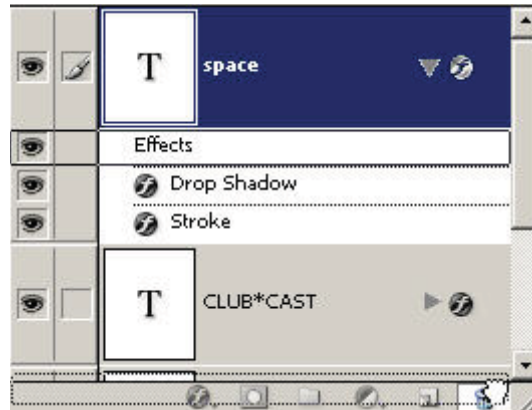 T space
Effects
Drop Shadow
Stroke
T CLUB*CAST